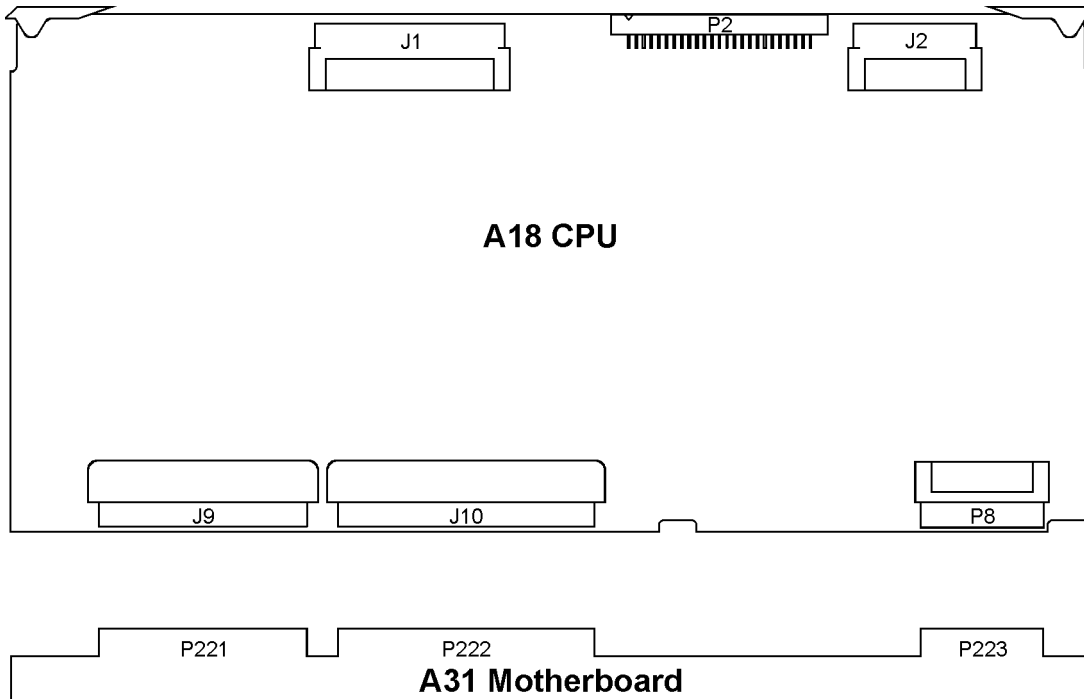 J1
P2
J2
A18 CPU
J9
J10
P8
P221
P222
P223
A31 Motherboard